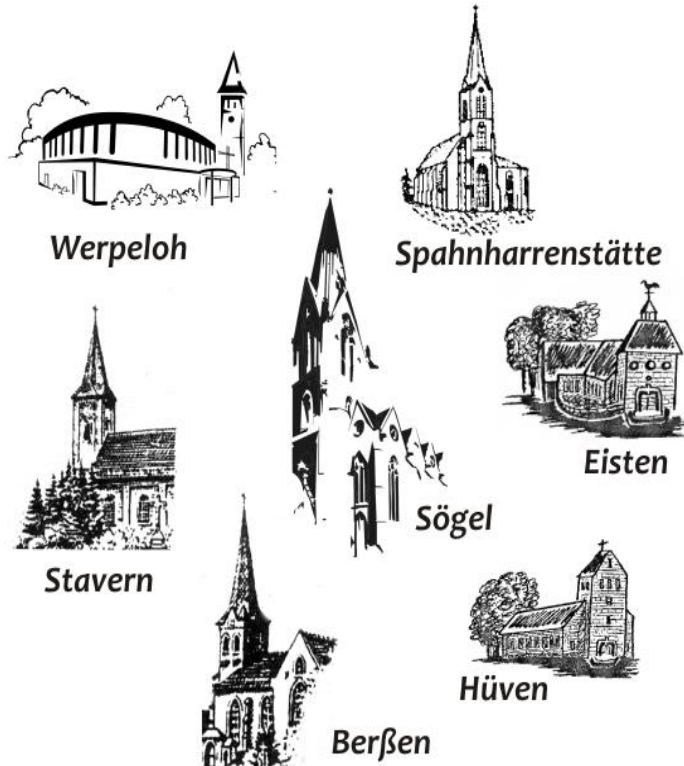 Werpeloh
Spahnharrenstätte
Eisten
Sögel
Stavern
Hüven
Berßen